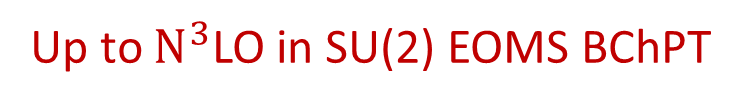 Up to N³LO in SU(2) EOMS BChPT